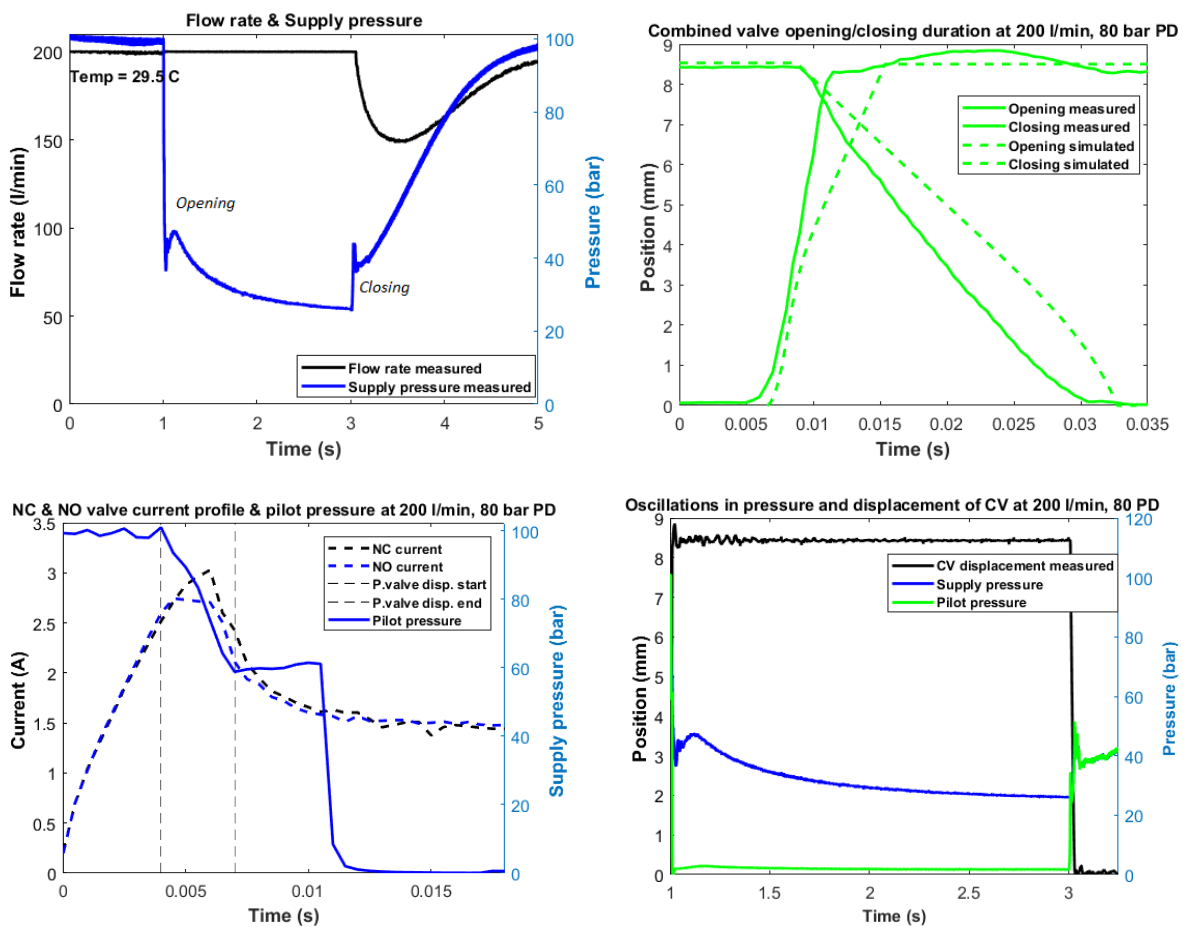 Flow rate & Supply pressure
200
150
100
50
0
Flow rate (l/min)
100
80
60
40
20
0
Pressure (bar)
Temp = 29.5 C
Opening
Closing
Flow rate measured
Supply pressure measured
0
1
2
3
4
5
Time (s)
Combined valve opening/closing duration at 200 l/min, 80 bar PD
9
8
7
6
5
4
3
2
1
0
Position (mm)
Opening measured
Closing measured
Opening simulated
Closing simulated
0
0.005
0.01
0.015
0.02
0.025
0.03
0.035
Time (s)
NC & NO valve current profile & pilot pressure at 200 l/min, 80 bar PD
3.5
3
2.5
2
1.5
1
0.5
0
Current (A)
100
80
60
40
20
0
Supply pressure (bar)
NC current
NO current
P.valve disp. start
P.valve disp. end
Pilot pressure
0
0.005
0.01
0.015
Time (s)
Oscillations in pressure and displacement of CV at 200 l/min, 80 PD
9
8
7
6
5
4
3
2
1
0
Position (mm)
120
100
80
60
40
20
0
Pressure (bar)
CV displacement measured
Supply pressure
Pilot pressure
1
1.5
2
2.5
3
Time (s)